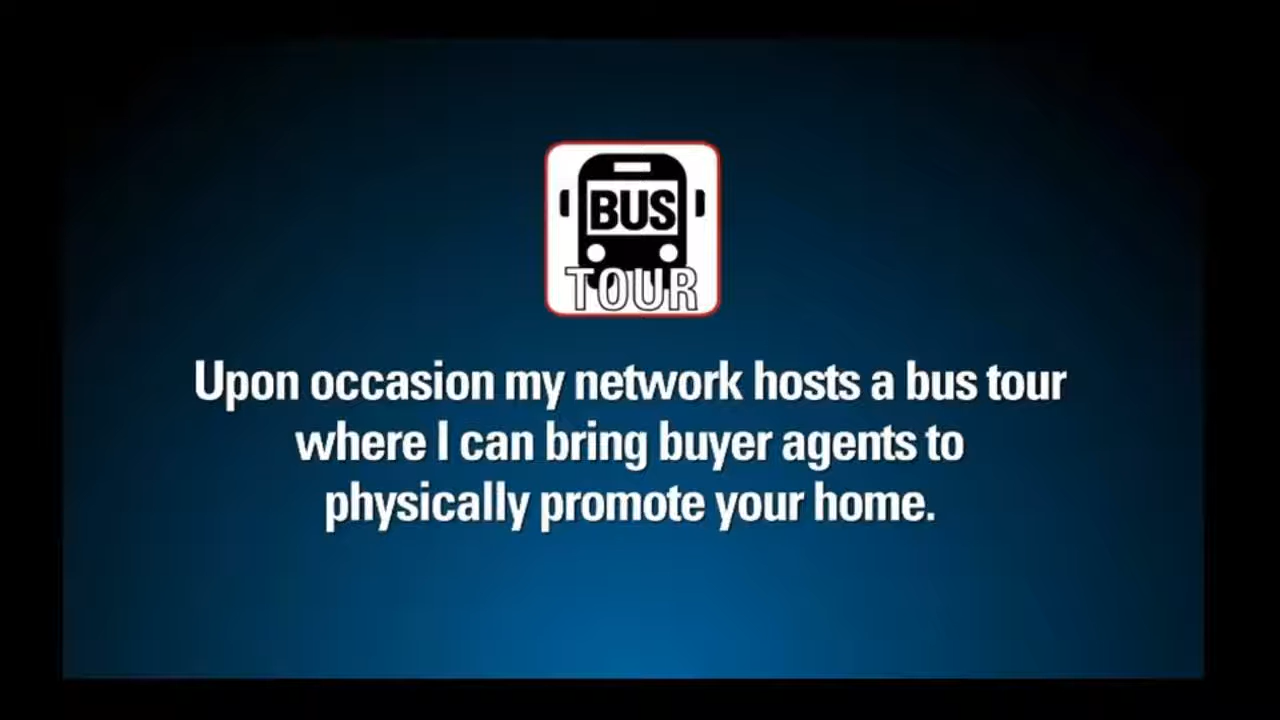 BUS
TOUR
Upon occasion my network hosts a bus tour
where I can bring buyer agents to
physically promote your home.